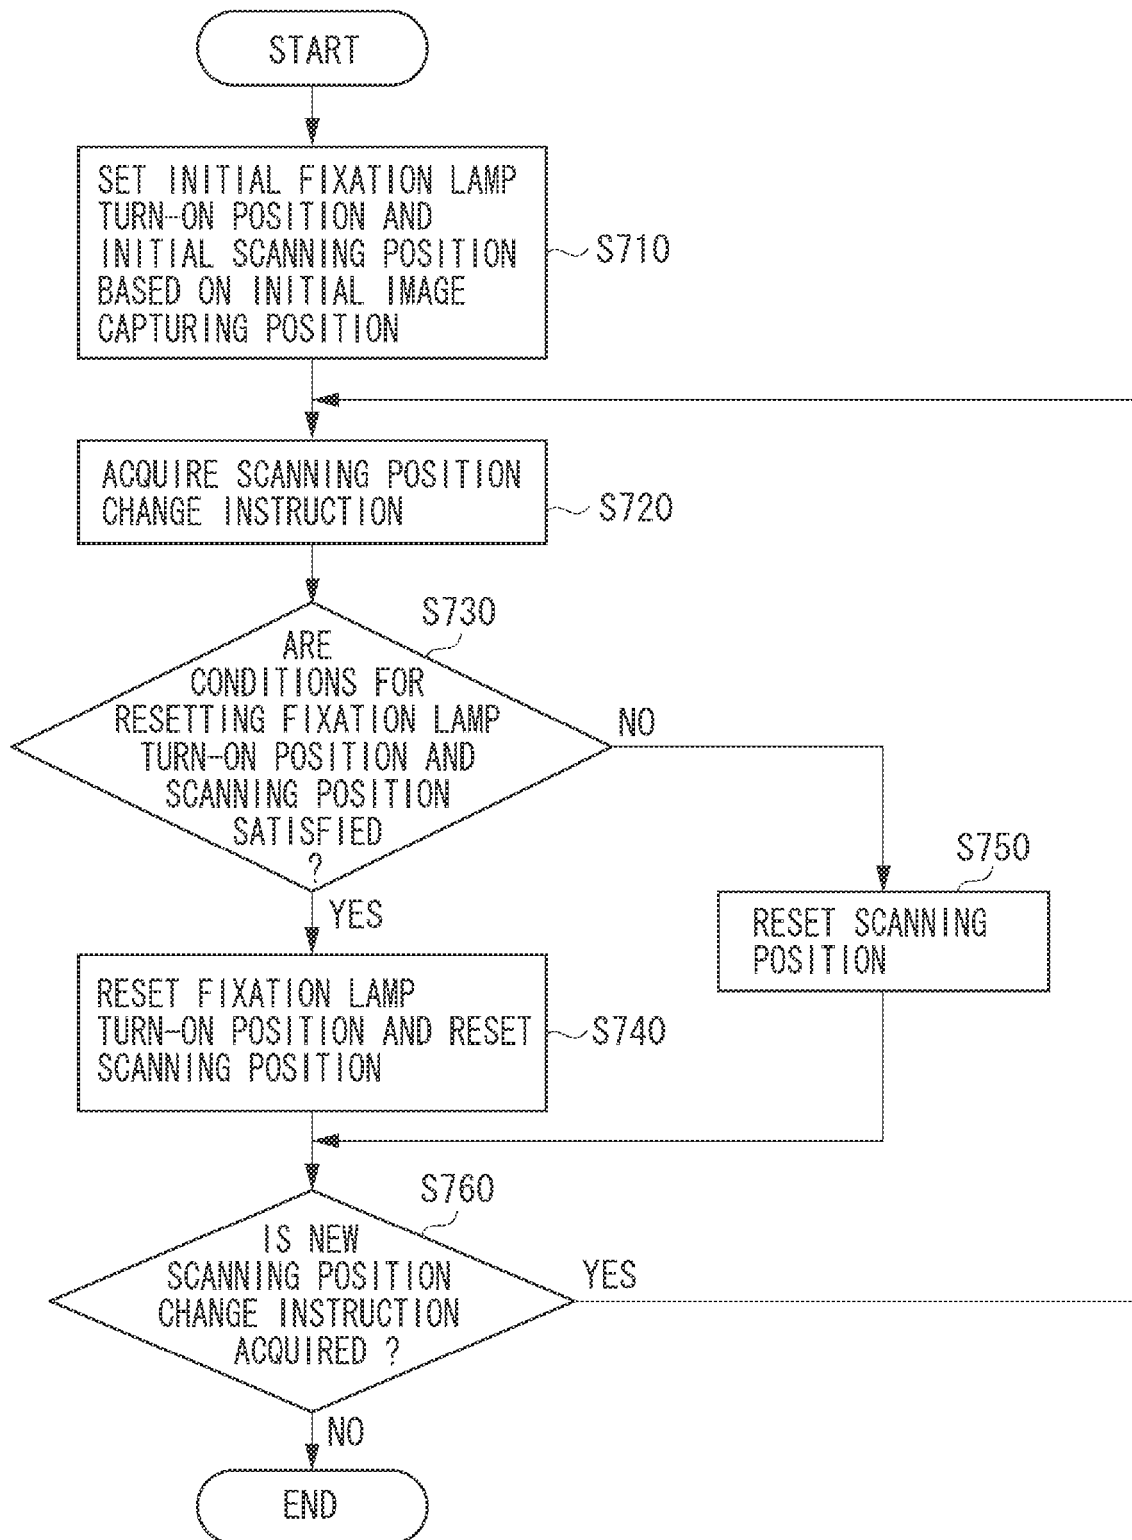 START
SET INITIAL FIXATION LAMP
TURN-ON POSITION AND
INITIAL SCANNING POSITION
BASED ON INITIAL IMAGE
CAPTURING POSITION
S710
ACQUIRE SCANNING POSITION
CHANGE INSTRUCTION
S720
S730
ARE
CONDITIONS FOR
RESETTING FIXATION LAMP
TURN-ON POSITION AND
SCANNING POSITION
SATISFIED
?
NO
YES
S750
RESET SCANNING
POSITION
RESET FIXATION LAMP
TURN-ON POSITION AND RESET
SCANNING POSITION
S740
S760
IS NEW
SCANNING POSITION
CHANGE INSTRUCTION
ACQUIRED ?
YES
NO
END